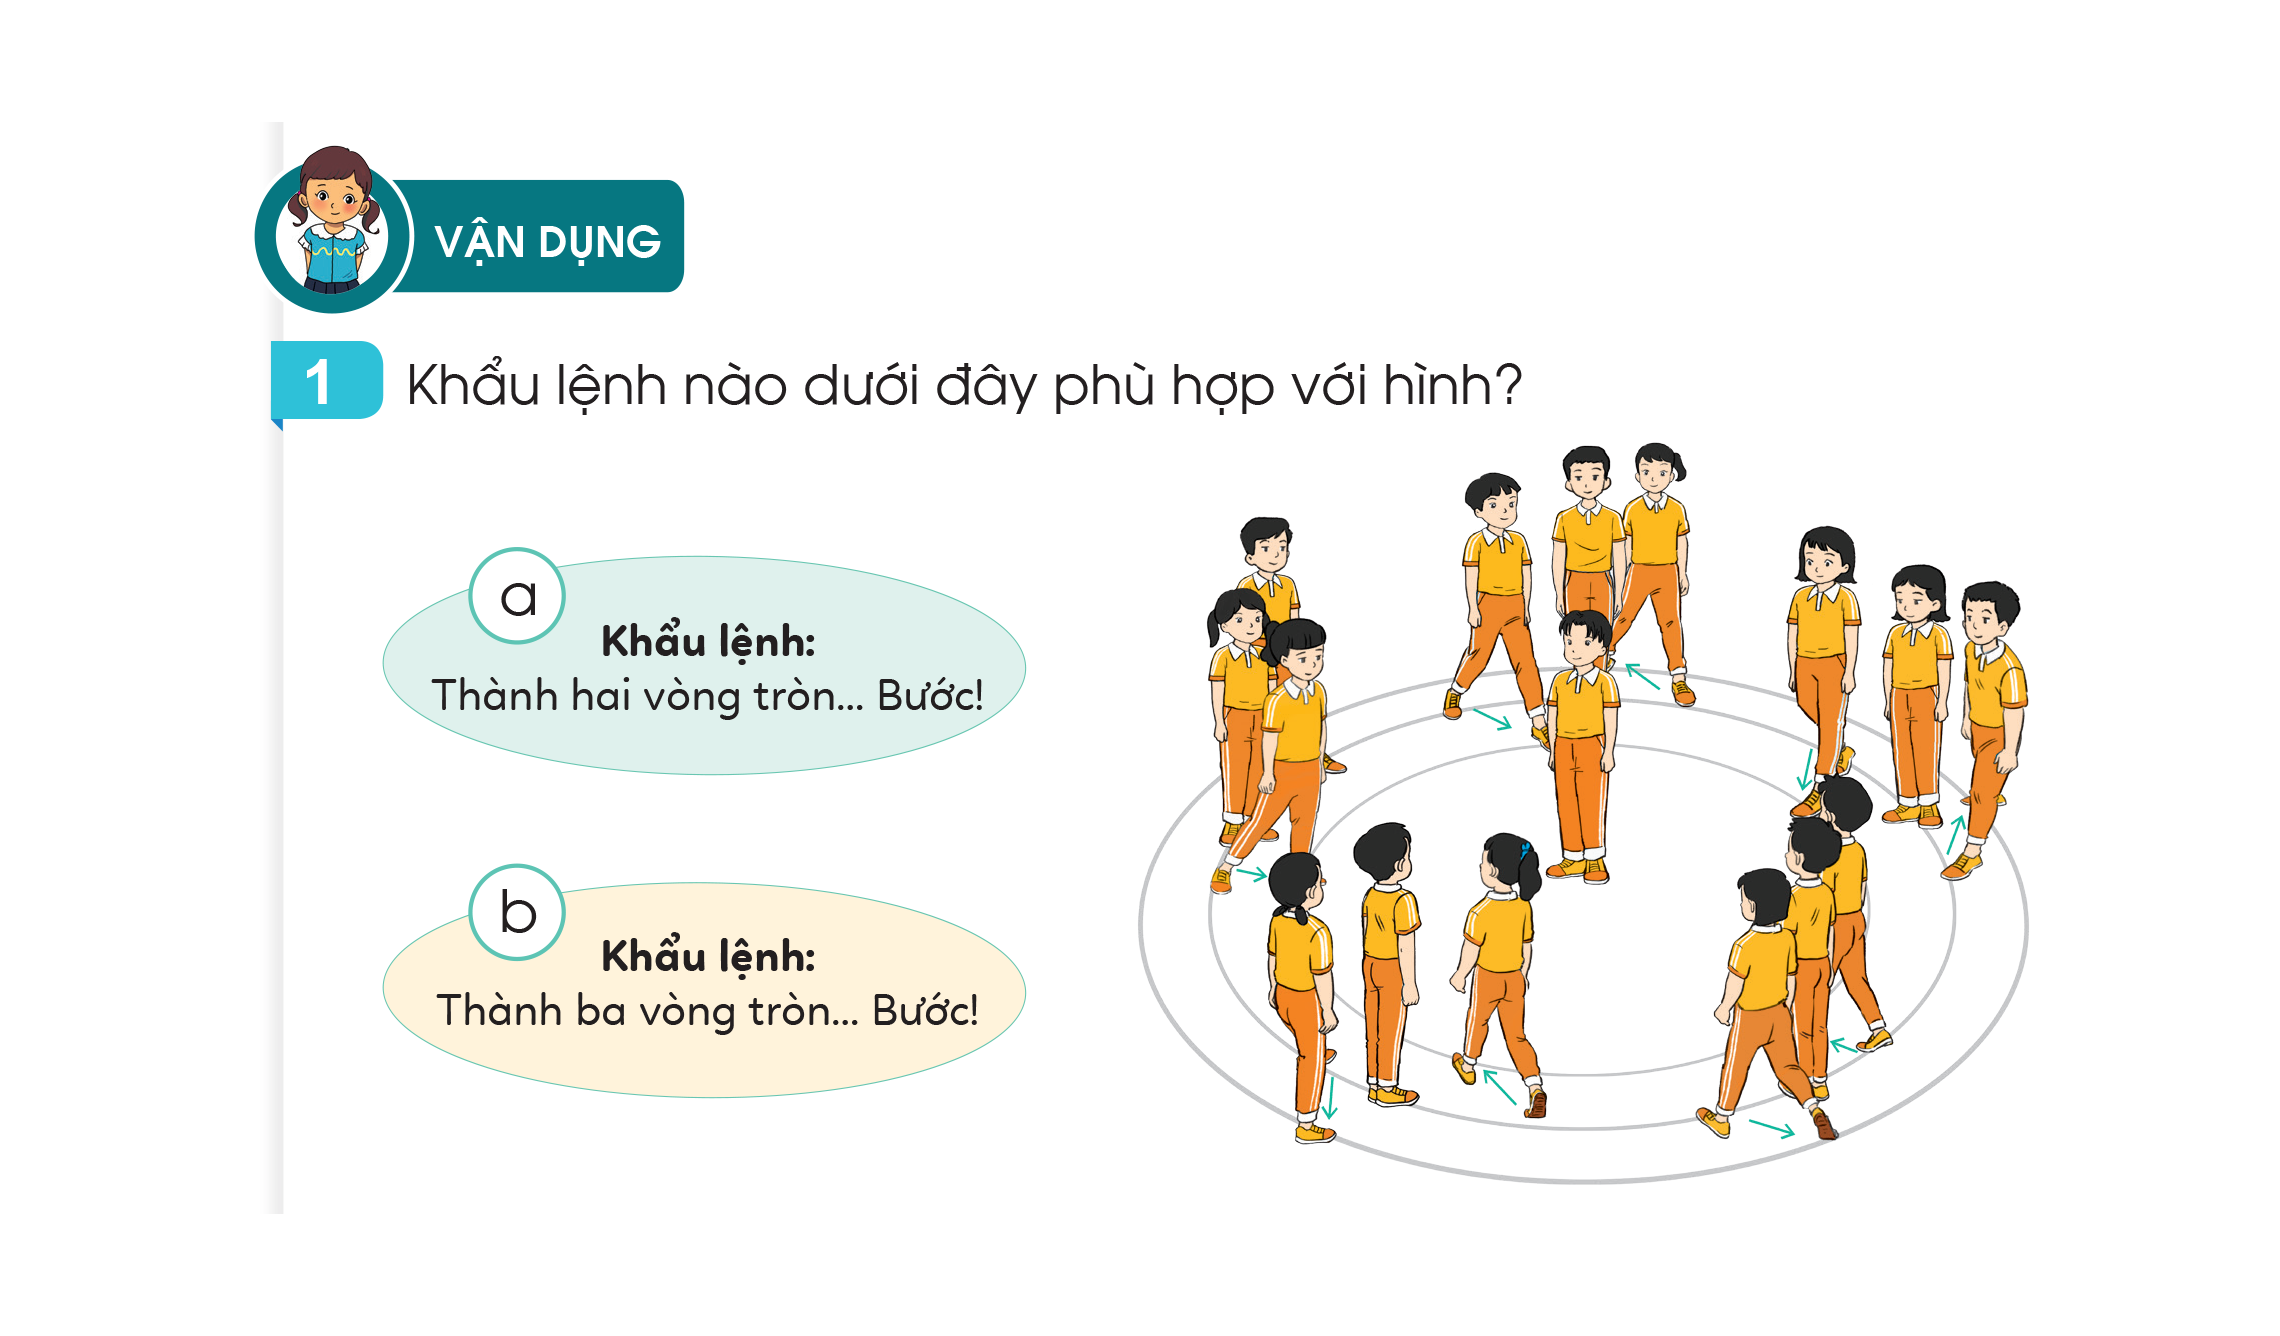 VẬN DỤNG
1 Khẩu lệnh nào dưới đây phù hợp với hình?
a
Khẩu lệnh:
Thành hai vòng tròn... Bước!
b
Khẩu lệnh:
Thành ba vòng tròn... Bước!